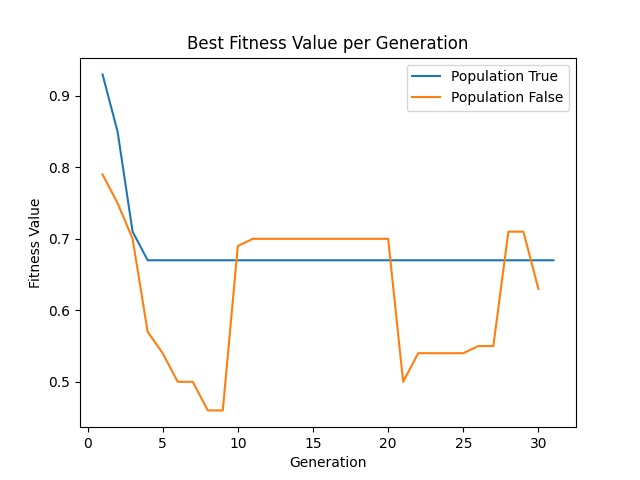 Best Fitness Value per Generation
Population True
Population False
Fitness Value
0.9
0.8
0.7
0.6
0.5
0
5
10
15
20
25
30
Generation